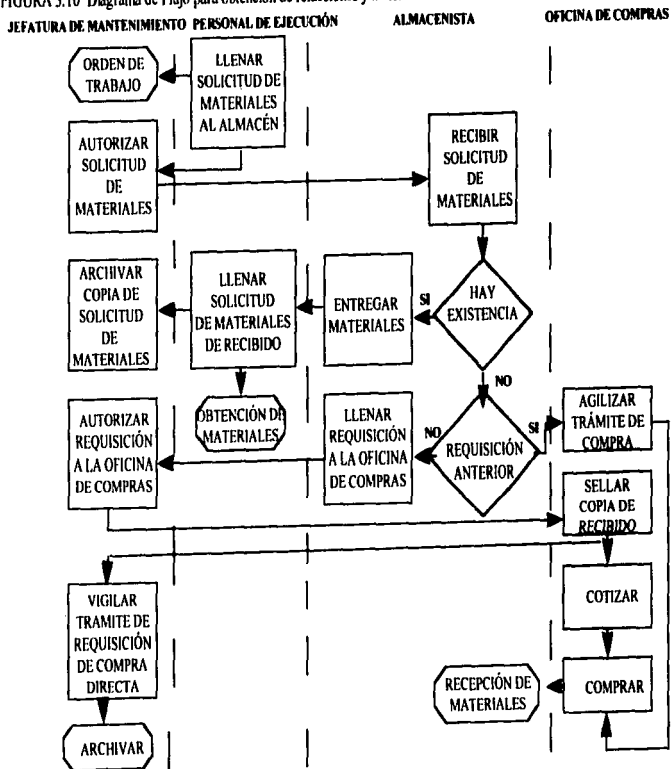 FIGURA 3.10 Diagrama de Flujo para obtención de refacciones y
JEFATURA DE MANTENIMIENTO PERSONAL DE EJECUCIÓN ALMACENISTA OFICINA DE COMPRAS
ORDEN DE
TRABAJO
LLENAR
SOLICITUD DE
MATERIALES
AL ALMACÉN
AUTORIZAR
SOLICITUD
DE
MATERIALES
RECIBIR
SOLICITUD
DE
MATERIALES
ARCHIVAR
COPIA DE
SOLICITUD
DE
MATERIALES
LLENAR
SOLICITUD
DE MATERIALES
DE RECIBIDO
ENTREGAR
MATERIALES
SI
HAY
EXISTENCIA
NO
OBTENCIÓN DE
MATERIALES
AUTORIZAR
REQUISICIÓN
A LA OFICINA
DE COMPRAS
LLENAR
REQUISICIÓN
A LA OFICINA
DE COMPRAS
NO
REQUISICIÓN
ANTERIOR
SI
AGILIZAR
TRÁMITE DE
COMPRA
SELLAR
COPIA DE
RECIBIDO
VIGILAR
TRAMITE DE
REQUISICIÓN
DE COMPRA
DIRECTA
COTIZAR
RECEPCIÓN DE
MATERIALES
COMPRAR
ARCHIVAR